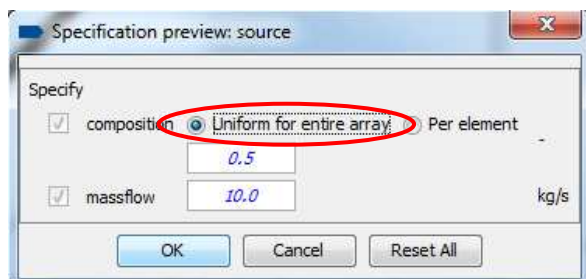 Specification preview: source
Specify
composition Uniform for entire array Per element
0.5 -
massflow 10.0 kg/s
OK Cancel Reset All